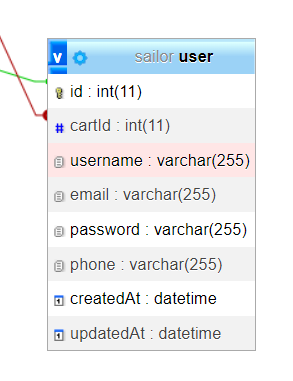 v sailor user
id : int(11)
# cartId : int(11)
username : varchar(255)
email : varchar(255)
password : varchar(255)
phone : varchar(255)
createdAt : datetime
updatedAt : datetime